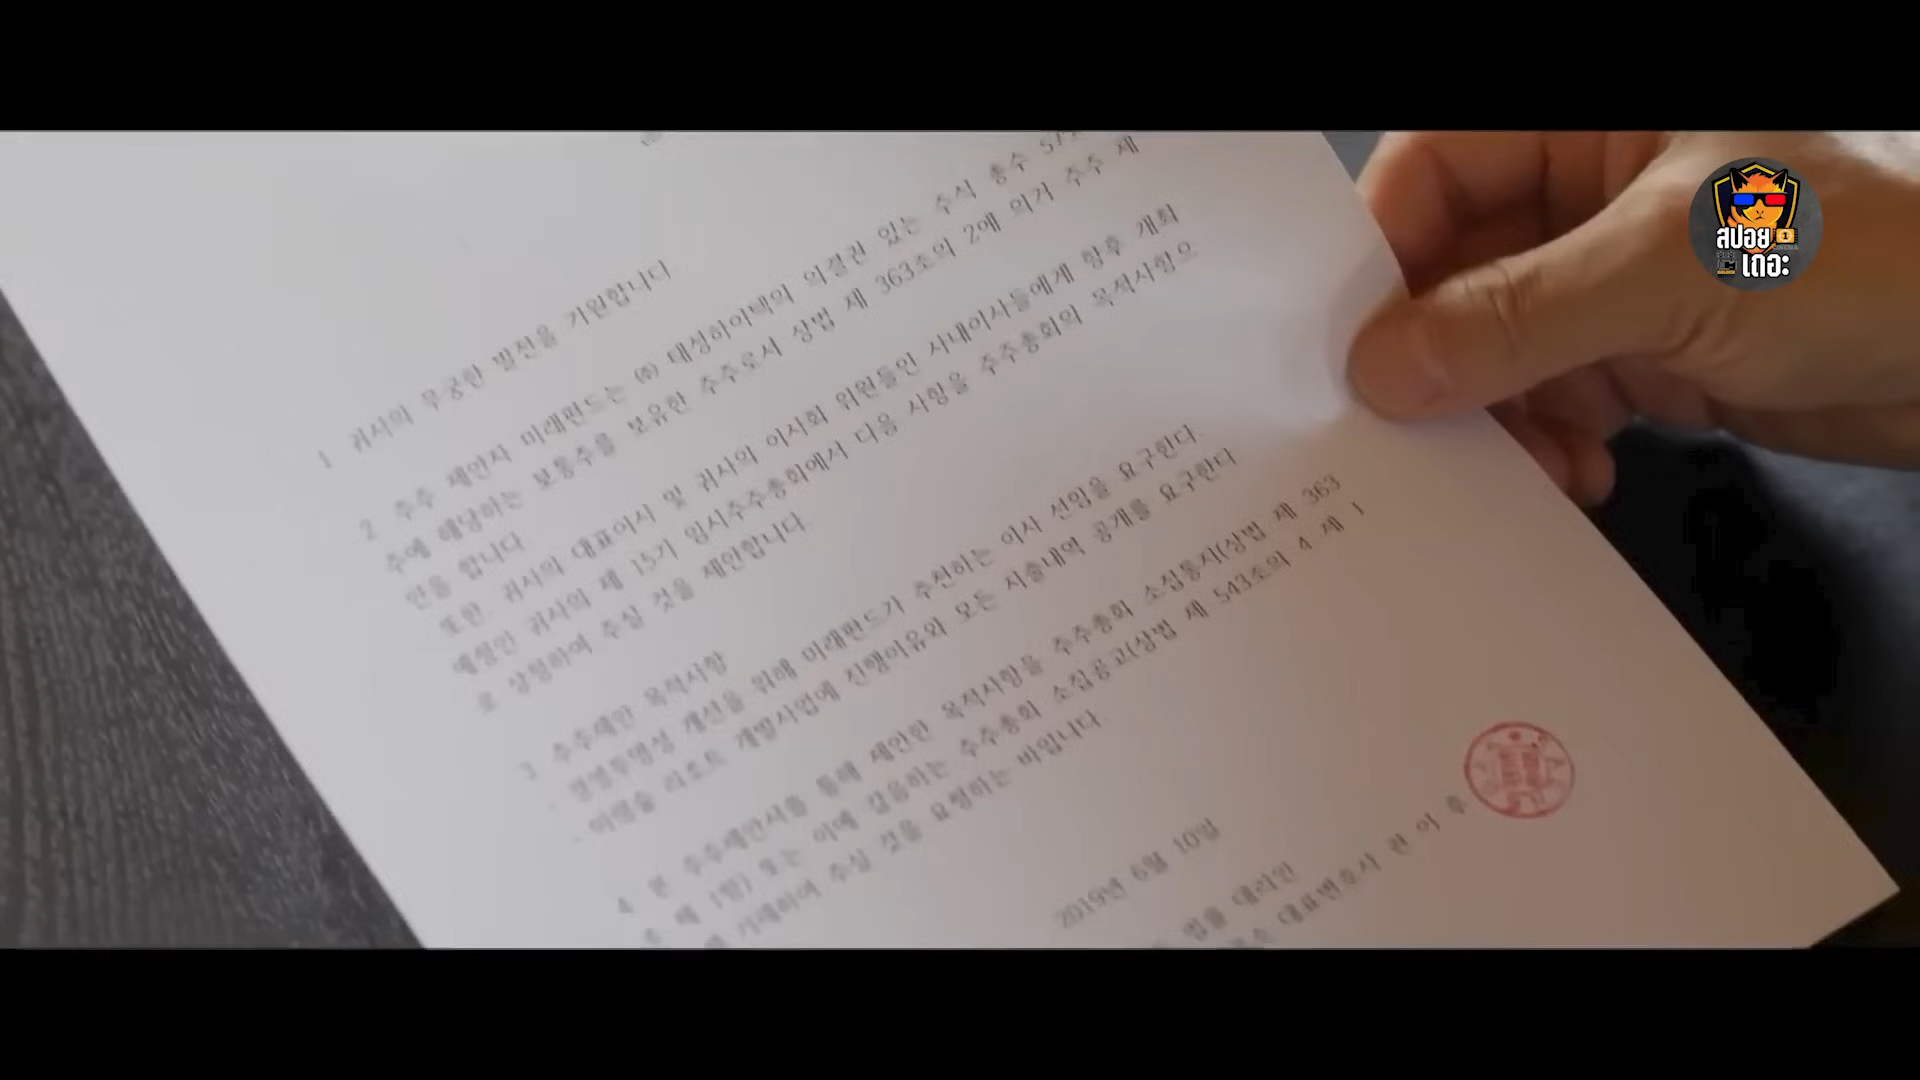 1 귀사의 무궁한 발전을 기원합니다.
2 주주 제안자 미래펀드는 ㈜ 대성하이텍의 의결권 있는 주식 총수
주에 해당하는 보통주를 보유한 주주로서 상법 제 363조의 2에 의거 주주 제
안을 합니다.
또한, 귀사의 대표이사 및 귀사의 이사회 위원들인 사내이사들에게 향후 개최
예정인 귀사의 제 15기 임시주주총회에서 다음 사항을 주주총회의 목적사항으
로 상정하여 주실 것을 제안합니다.
3 주주제안 목적사항
- 경영투명성 개선을 위해 미래펀드가 추천하는 이사 선임을 요구한다.
- 리조트 개발사업에 진행이유와 모든 지출내역 공개를 요구한다
4 본 주주제안서를 통해 제안한 목적사항을 주주총회 소집통지(상법 제 363
조 제 1항) 또는 이에 갈음하는 주주총회 소집공고(상법 제 543조의 4 제 1
기재하여 주실 것을 요청하는 바입니다.
2019년 6월 10일
법률 대리인
대표변호사 권 이 주
สปอย 1
เถอะ